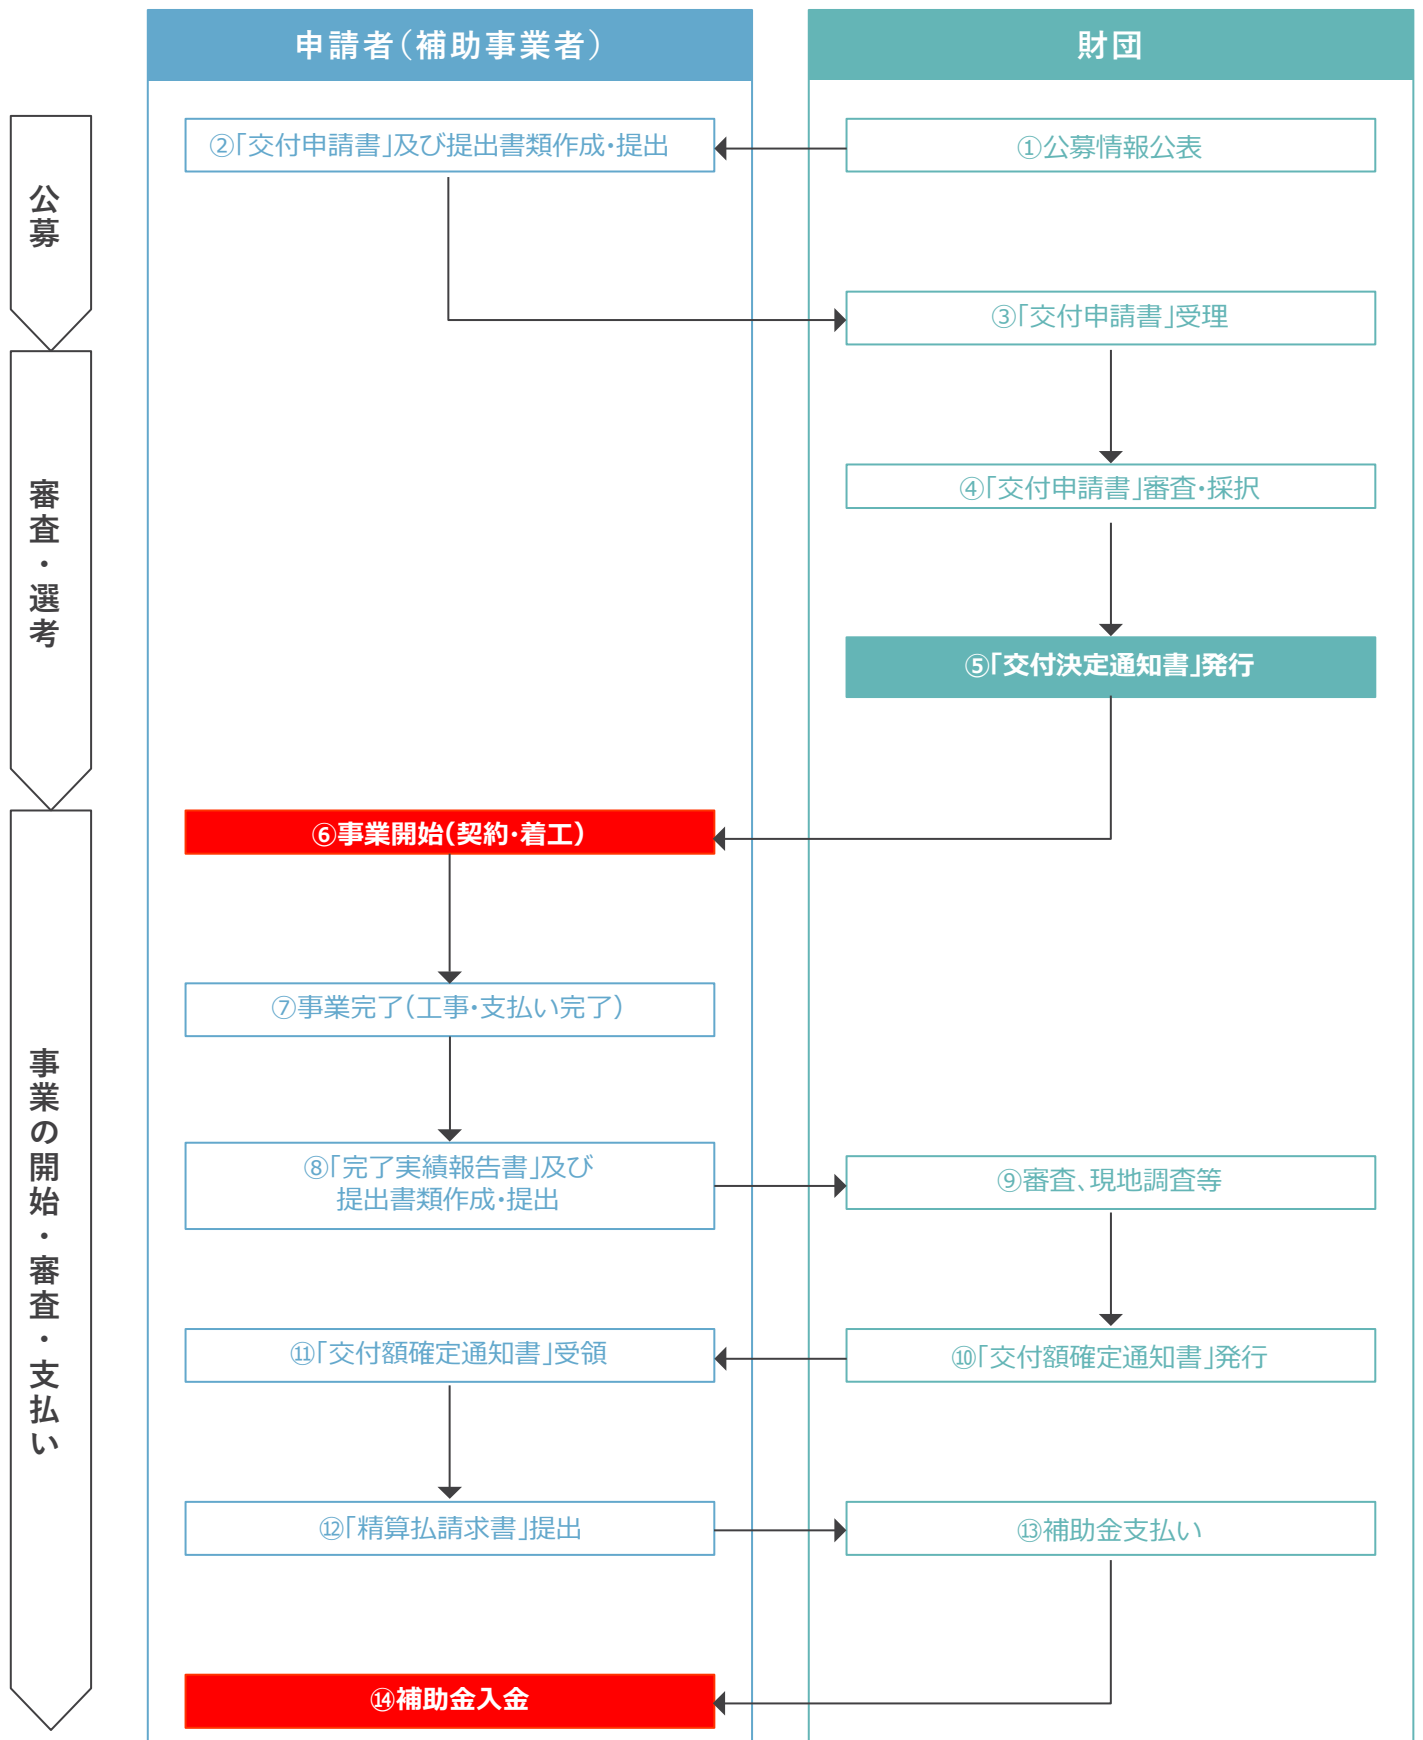 申請者（補助事業者）
財団
公募
審査・選考
事業の開始・審査・支払い
①公募情報公表
②「交付申請書」及び提出書類作成・提出
③「交付申請書」受理
④「交付申請書」審査・採択
⑤「交付決定通知書」発行
⑥事業開始（契約・着工）
⑦事業完了（工事・支払い完了）
⑧「完了実績報告書」及び
提出書類作成・提出
⑨審査、現地調査等
⑩「交付額確定通知書」発行
⑪「交付額確定通知書」受領
⑫「精算払請求書」提出
⑬補助金支払い
⑭補助金入金